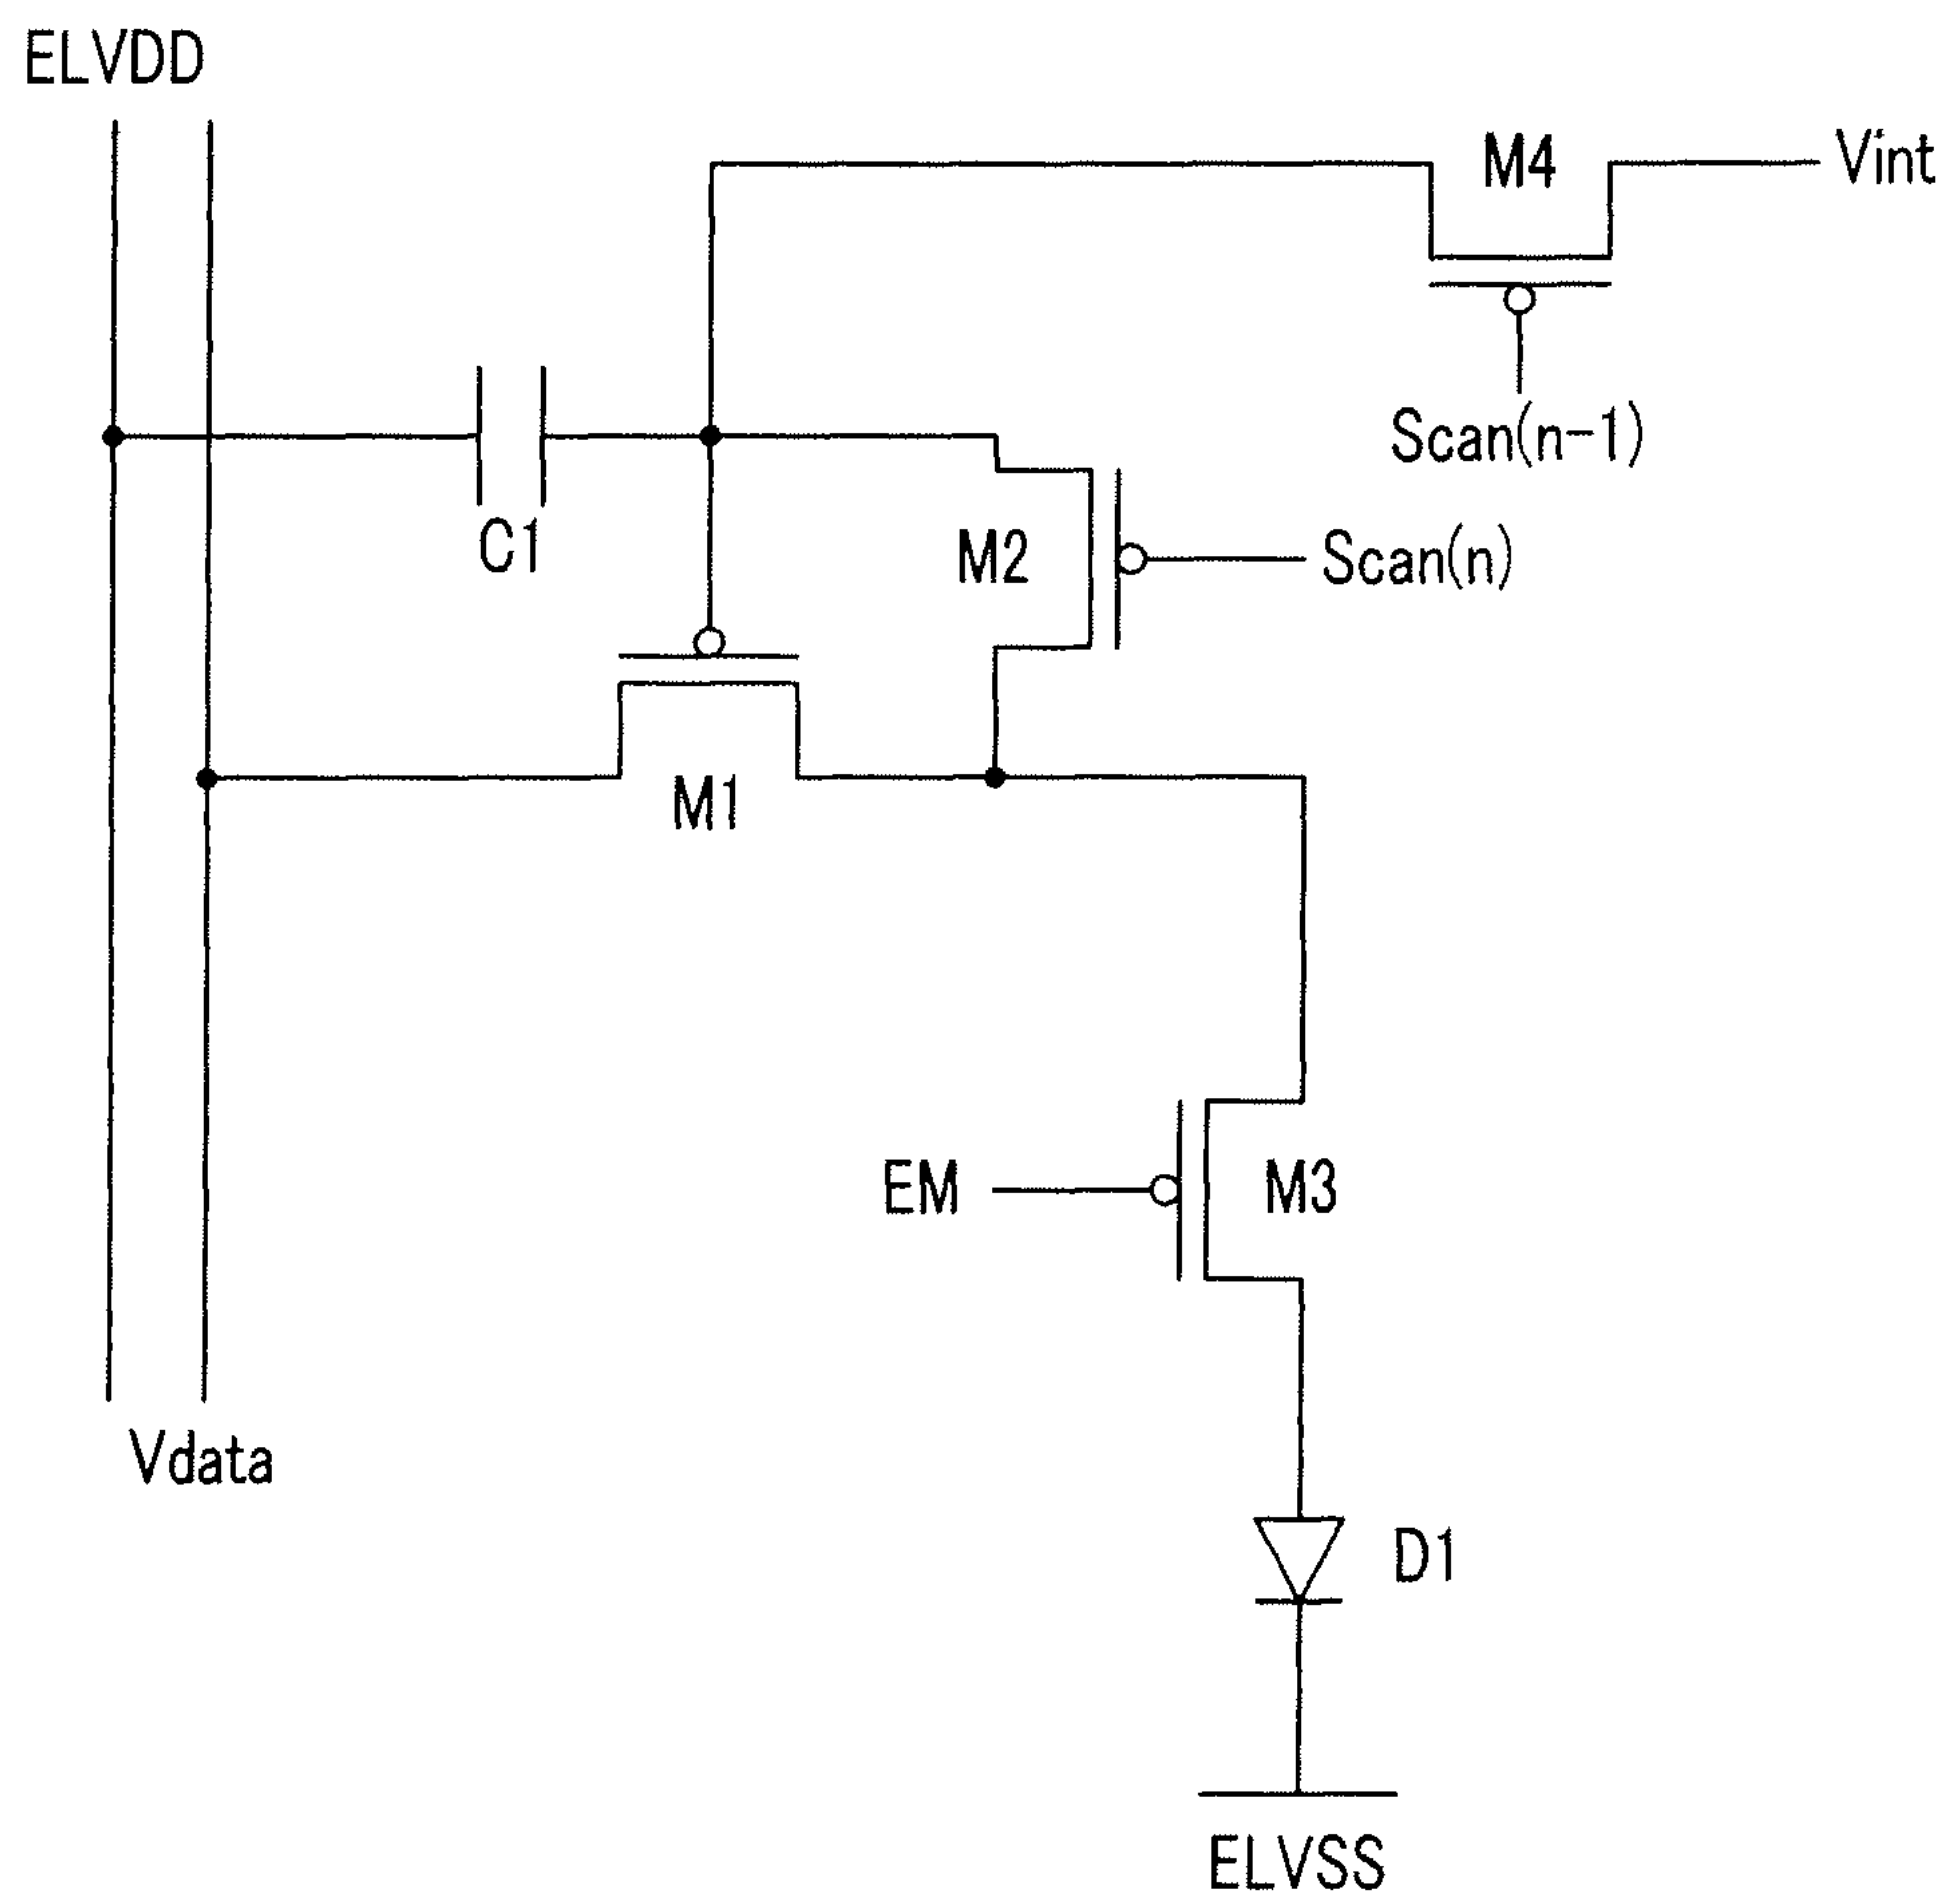 ELVDD
M4
Vint
Scan(n-1)
C1
M2
Scan(n)
M1
EM
M3
Vdata
D1
ELVSS